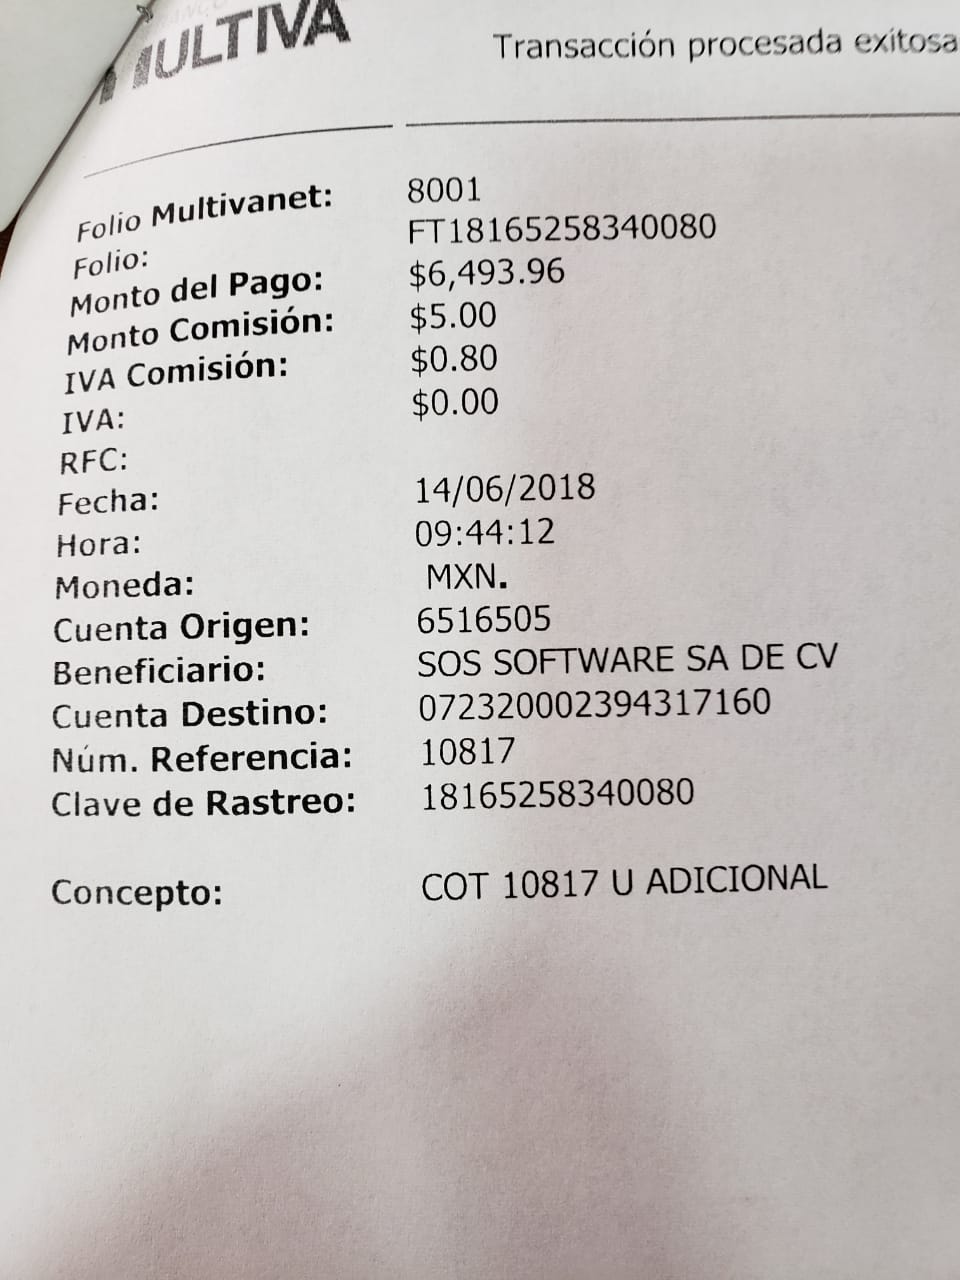 MULTIVA
Transacción procesada exitosa
Folio Multivanet: 8001
Folio: FT18165258340080
Monto del Pago: $6,493.96
Monto Comisión: $5.00
IVA Comisión: $0.80
IVA: $0.00
RFC:
Fecha: 14/06/2018
Hora: 09:44:12
Moneda: MXN.
Cuenta Origen: 6516505
Beneficiario: SOS SOFTWARE SA DE CV
Cuenta Destino: 072320002394317160
Núm. Referencia: 10817
Clave de Rastreo: 18165258340080
Concepto: COT 10817 U ADICIONAL